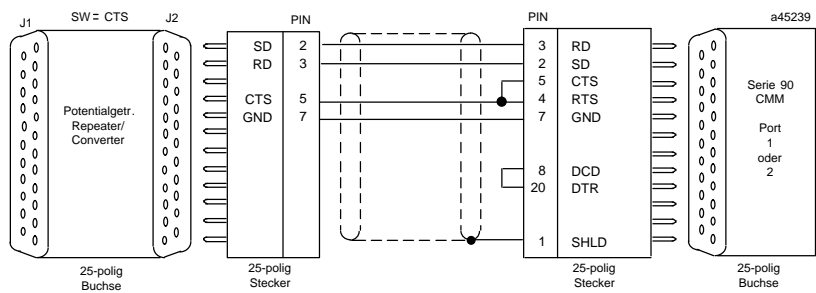 J1 SW = CTS J2 PIN PIN a45239
SD 2 3 RD
RD 3 2 SD
5 CTS
CTS 5 4 RTS
GND 7 7 GND
8 DCD
20 DTR
1 SHLD
Potentialgetr.
Repeater/
Converter
Serie 90
CMM
Port
1
oder
2
25-polig
Buchse
25-polig
Stecker
25-polig
Stecker
25-polig
Buchse